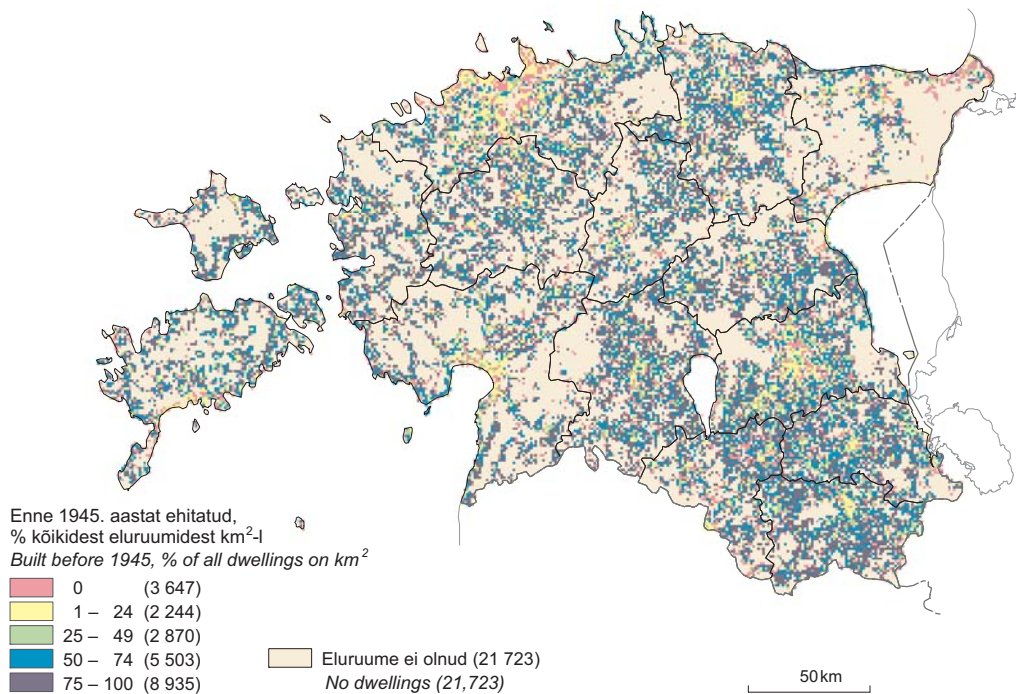 Enne 1945. aastat ehitatud,
% kõikidest eluruumidest km²-l
Built before 1945, % of all dwellings on km²
0 (3 647)
1 – 24 (2 244)
25 – 49 (2 870)
50 – 74 (5 503)
75 – 100 (8 935)
Eluruume ei olnud (21 723)
No dwellings (21,723)
50 km